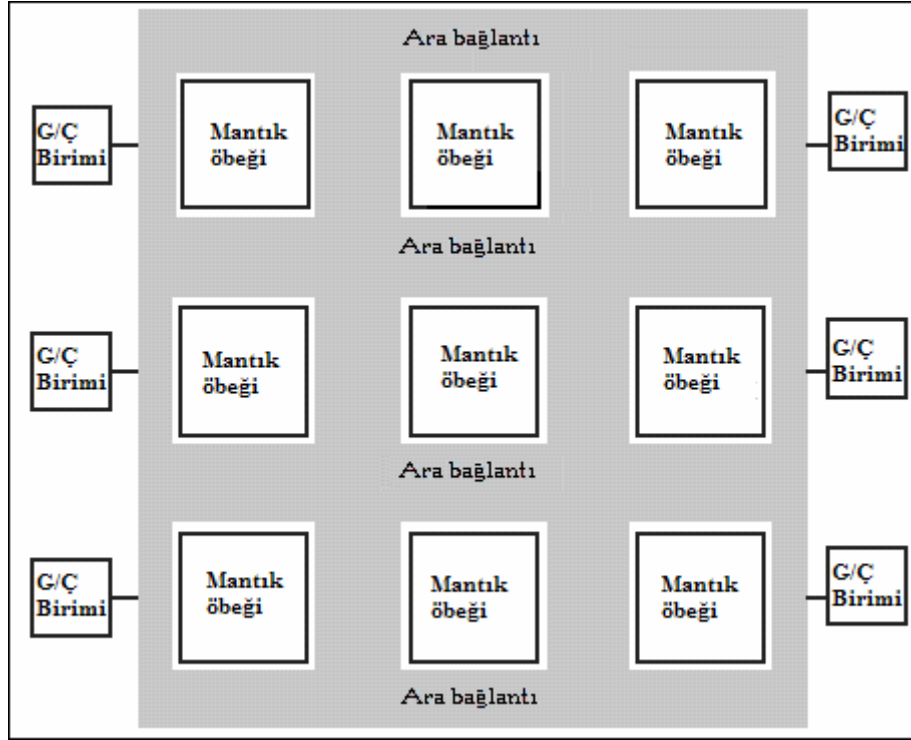 Ara bağlantı
G/Ç
Birimi
Mantık
öbeği
Mantık
öbeği
Mantık
öbeği
G/Ç
Birimi
Ara bağlantı
G/Ç
Birimi
Mantık
öbeği
Mantık
öbeği
Mantık
öbeği
G/Ç
Birimi
Ara bağlantı
G/Ç
Birimi
Mantık
öbeği
Mantık
öbeği
Mantık
öbeği
G/Ç
Birimi
Ara bağlantı